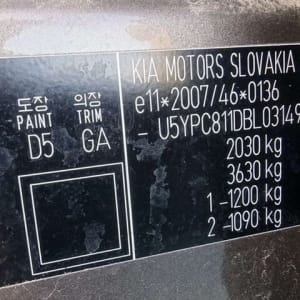 KIA MOTORS SLOVAKIA
e11*2007/46*0136
- U5YPC811DBL03149
2030 kg
3630 kg
1 -1200 kg
2 -1090 kg
도장 의장
PAINT TRIM
D5 GA